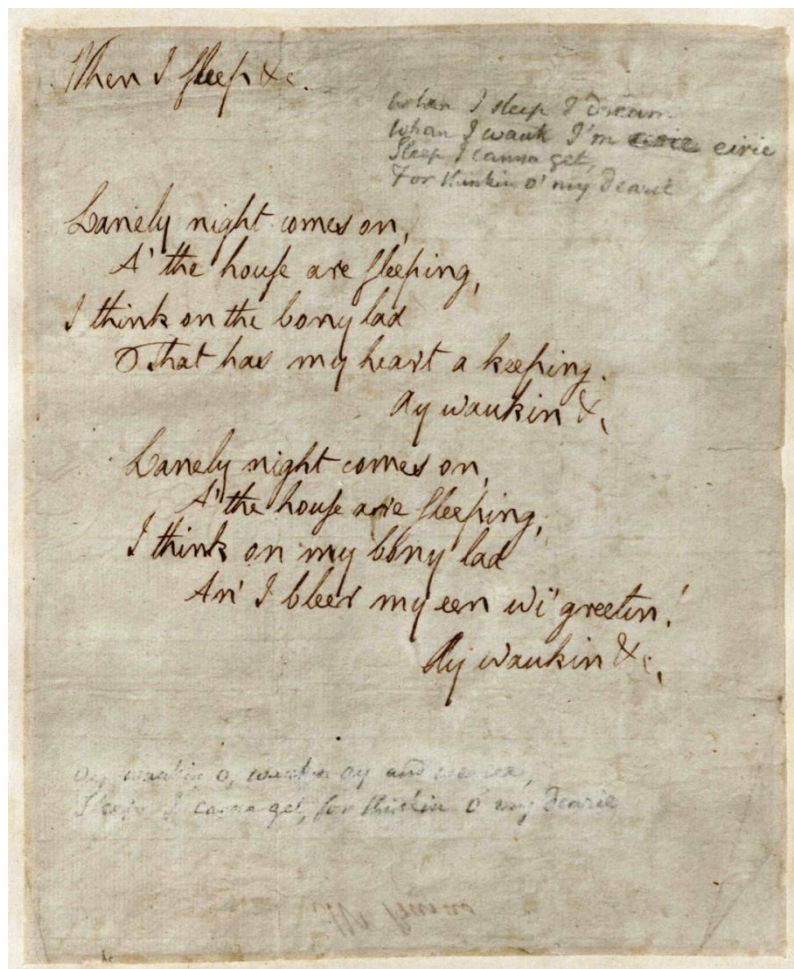 When I sleep &c.
When I sleep I dream
Whan I wauk I'm eirie
Sleep I canna get,
For thinkin o' my Dearie
Lanely night comes on,
A' the house are sleeping,
I think on the bony lad
That has my heart a keeping.
Ay waukin &c
Lanely night comes on,
A' the house are sleeping,
I think on my bony lad
An' I bleer my een wi' greetin!
Ay waukin &c,
Ay waukin o, waukin ay and
Sleep I canna get, for thinkin o' my Dearie